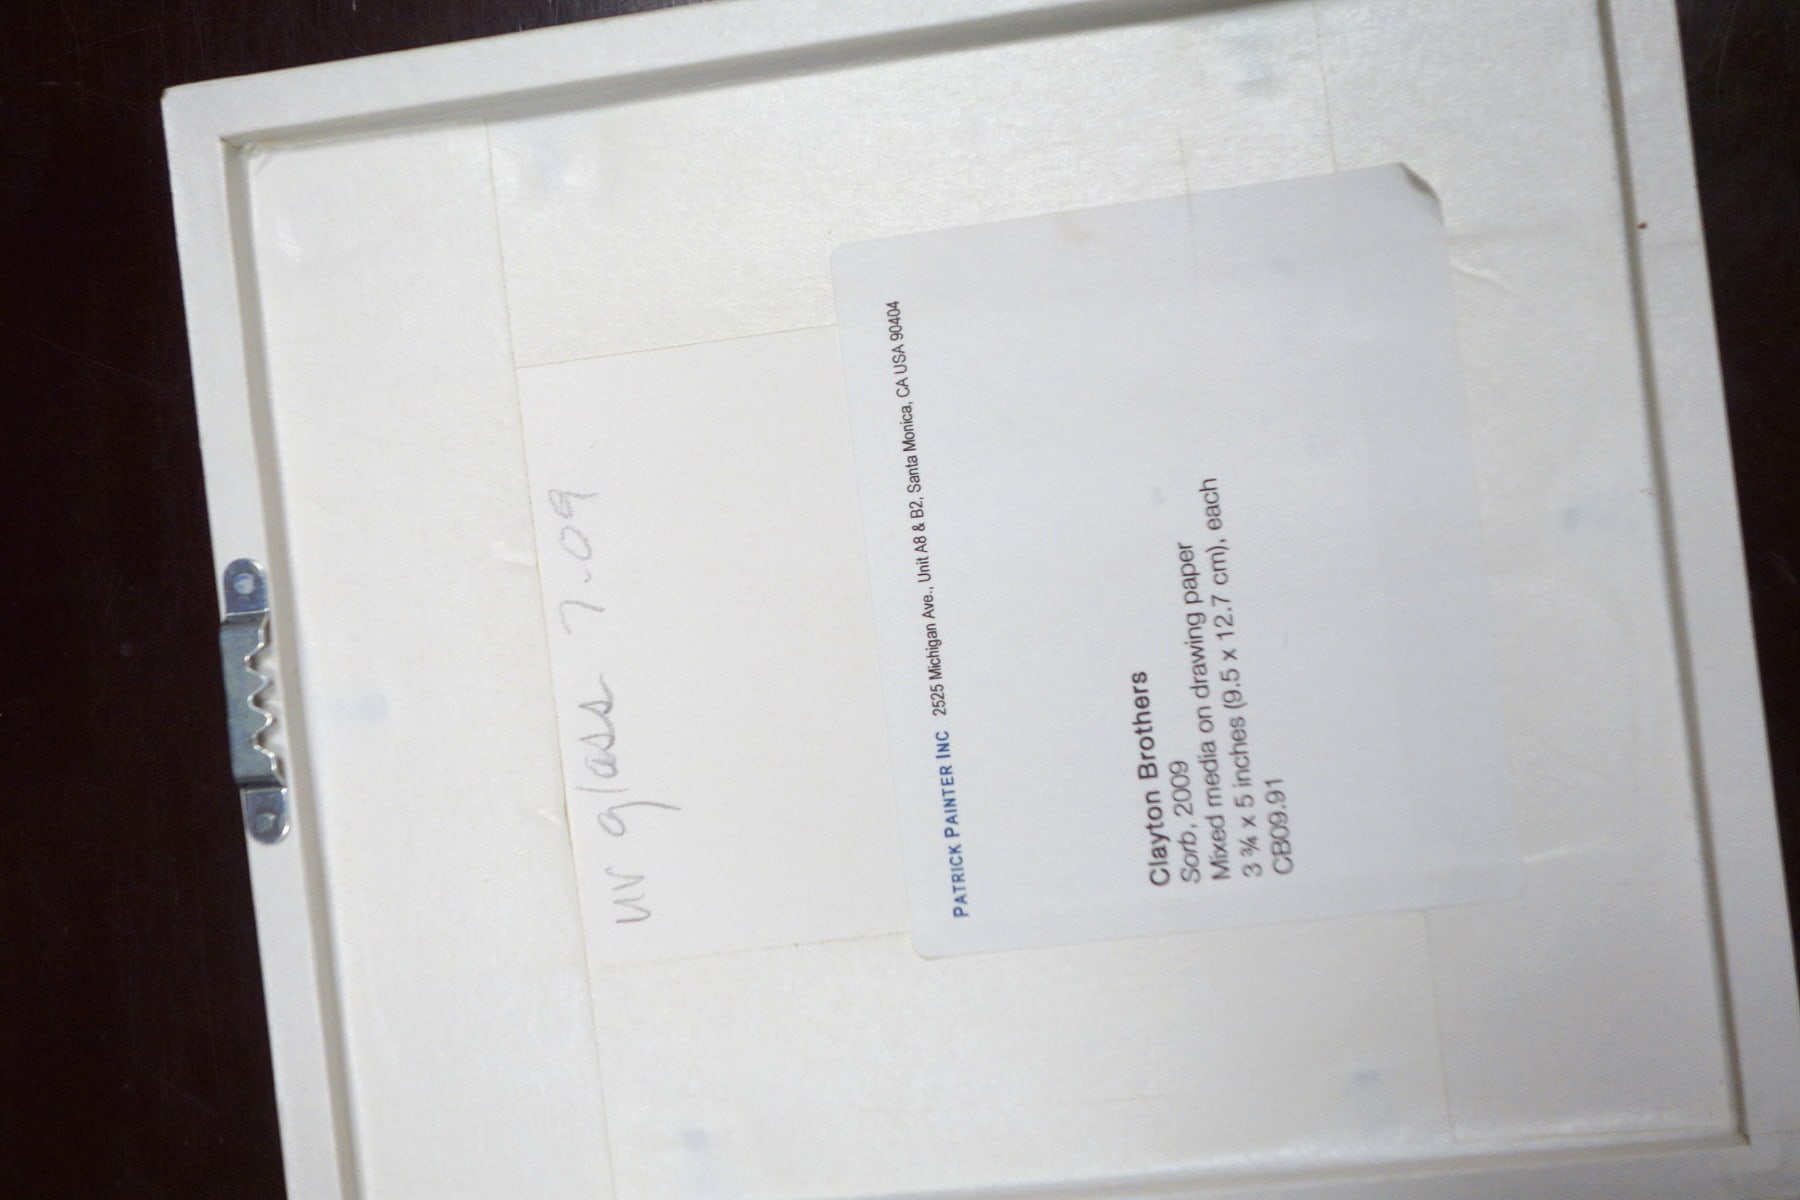 uv glass 7.09
PATRICK PAINTER INC 2525 Michigan Ave., Unit A8 & B2, Santa Monica, CA USA 90404
Clayton Brothers
Sorb, 2009
Mixed media on drawing paper
3 ¾ x 5 inches (9.5 x 12.7 cm), each
CB09.91